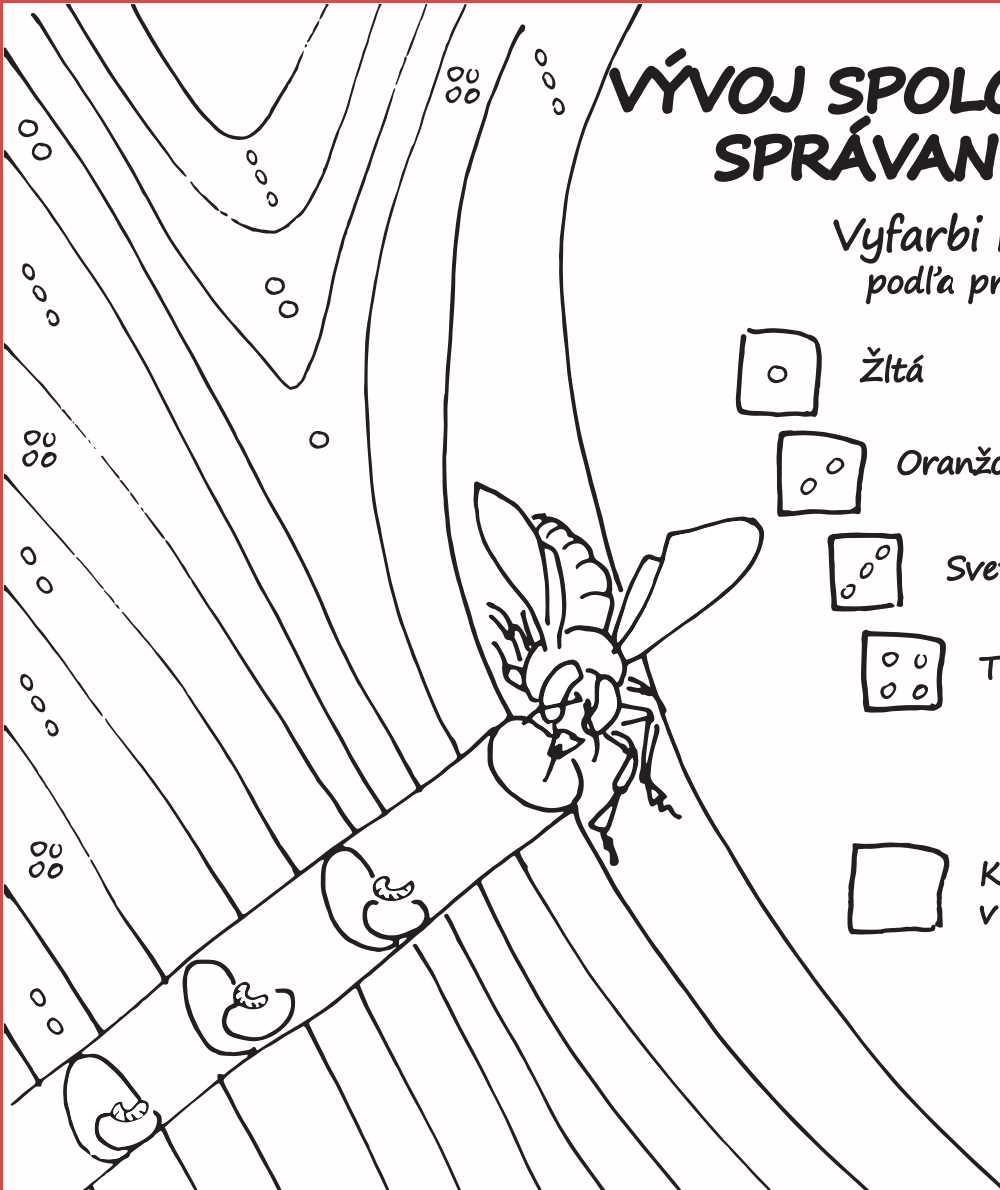 VÝVOJ SPOLO
SPRÁVAN
Vyfarbi
podľa pr
Žltá
Oranžo
Svet
T
K
v